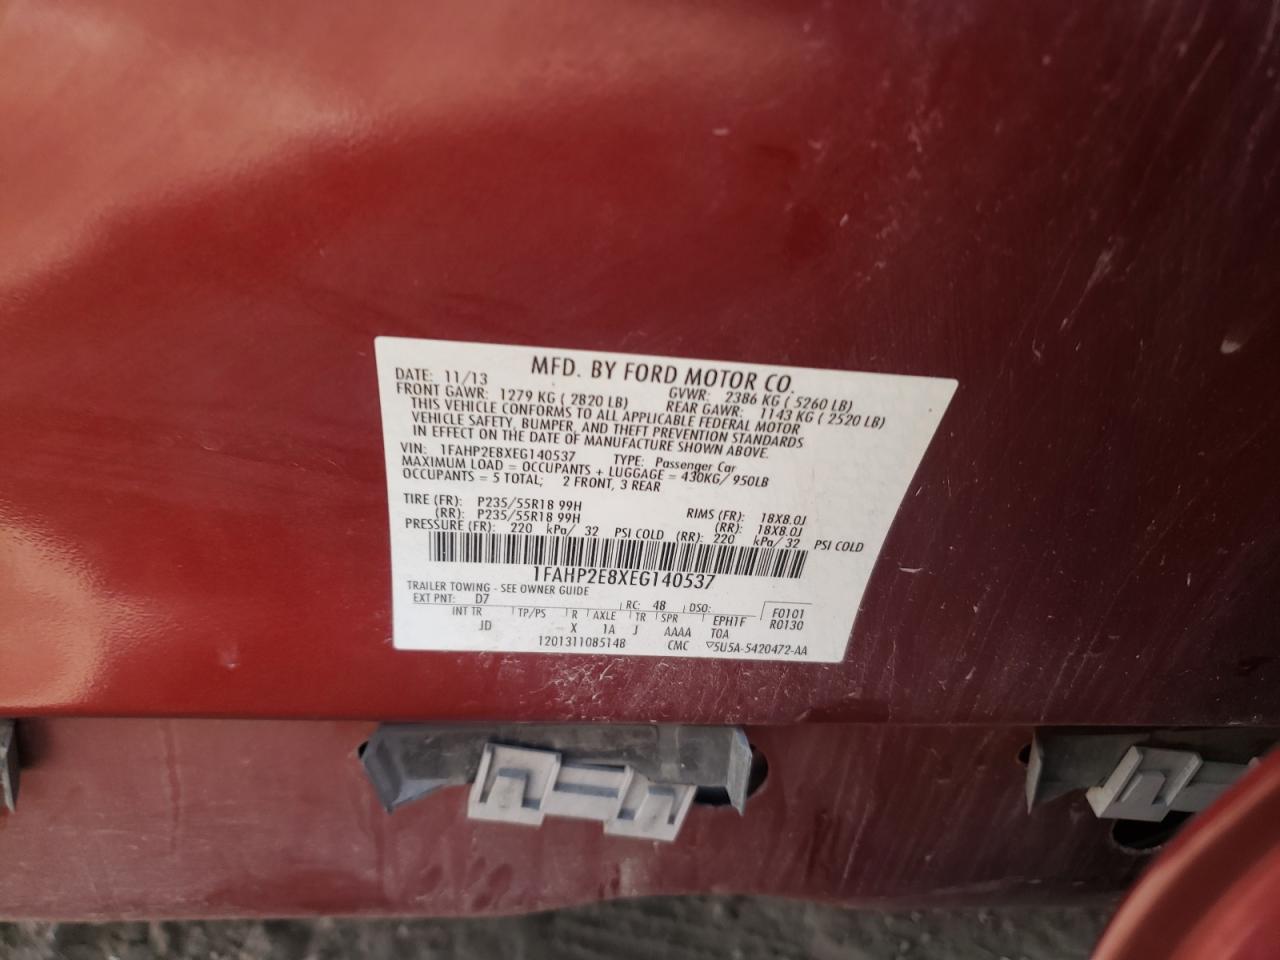 MFD. BY FORD MOTOR CO.
DATE: 11/13 GVWR: 2386 KG ( 5260 LB)
FRONT GAWR: 1279 KG ( 2820 LB) REAR GAWR: 1143 KG ( 2520 LB)
THIS VEHICLE CONFORMS TO ALL APPLICABLE FEDERAL MOTOR
VEHICLE SAFETY, BUMPER, AND THEFT PREVENTION STANDARDS
IN EFFECT ON THE DATE OF MANUFACTURE SHOWN ABOVE.
VIN: 1FAHP2E8XEG140537 TYPE: Passenger Car
MAXIMUM LOAD = OCCUPANTS + LUGGAGE = 430KG/ 950LB
OCCUPANTS = 5 TOTAL; 2 FRONT, 3 REAR
TIRE (FR): P235/55R18 99H RIMS (FR): 18X8.0J
(RR): P235/55R18 99H (RR): 18X8.0J
PRESSURE (FR): 220 kPa/ 32 PSI COLD (RR): 220 kPa/ 32 PSI COLD
1FAHP2E8XEG140537
TRAILER TOWING - SEE OWNER GUIDE
EXT PNT: D7 RC: 48 DSO: F0101
INT TR TP/PS R AXLE TR SPR EPH1F R0130
JD X 1A J AAAA TOA
1201311085148 CMC ▽5U5A-5420472-AA